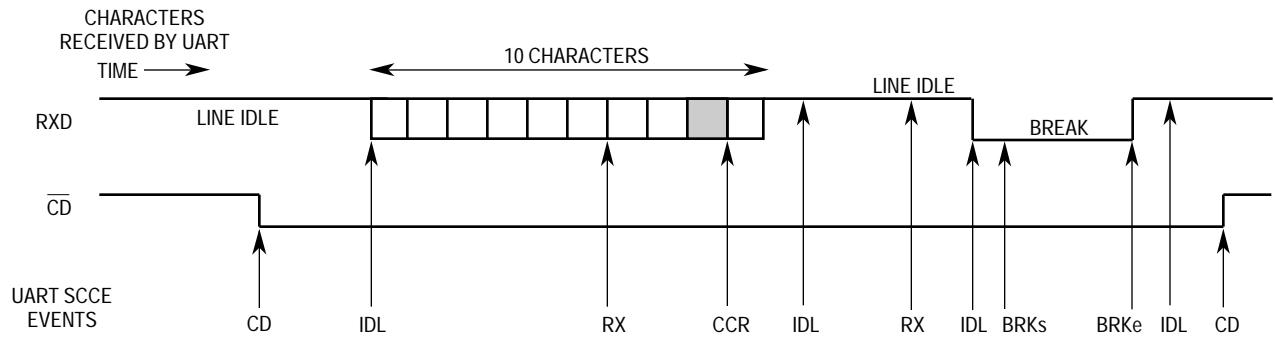 CHARACTERS
RECEIVED BY UART
TIME
10 CHARACTERS
RXD
LINE IDLE
LINE IDLE
BREAK
CD
UART SCCE
EVENTS
CD
IDL
RX
CCR
IDL
RX
IDL
BRKs
BRKe
IDL
CD